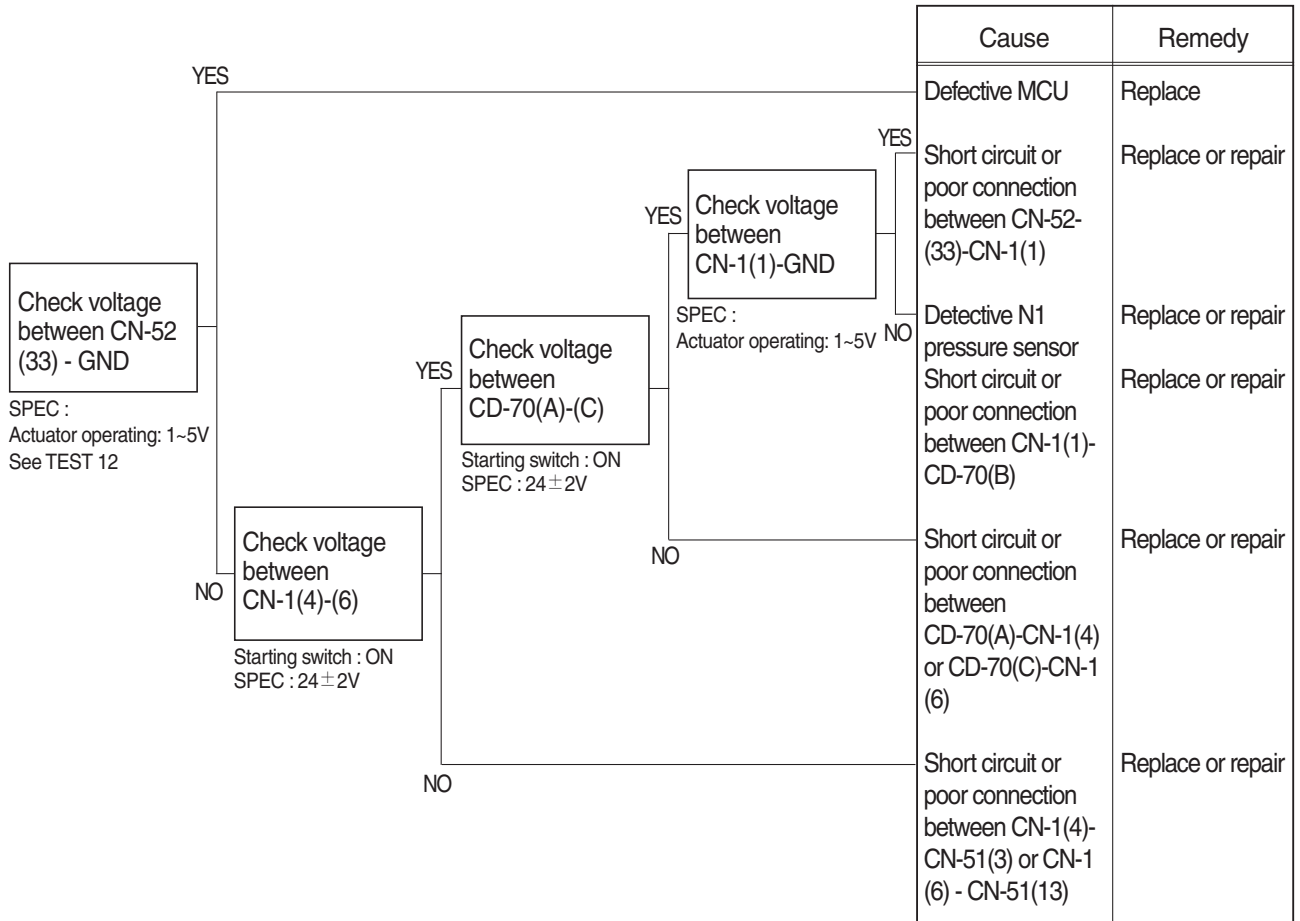 Cause
Remedy
YES
Defective MCU
Replace
YES
Short circuit or
poor connection
between CN-52-
(33)-CN-1(1)
Replace or repair
YES
Check voltage
between
CN-1(1)-GND
SPEC :
Actuator operating: 1~5V
NO
Detective N1
pressure sensor
Replace or repair
Short circuit or
poor connection
between CN-1(1)-
CD-70(B)
Replace or repair
Check voltage
between CN-52
(33) - GND
SPEC :
Actuator operating: 1~5V
See TEST 12
YES
Check voltage
between
CD-70(A)-(C)
Starting switch : ON
SPEC : 24±2V
NO
Short circuit or
poor connection
between
CD-70(A)-CN-1(4)
or CD-70(C)-CN-1
(6)
Replace or repair
NO
Check voltage
between
CN-1(4)-(6)
Starting switch : ON
SPEC : 24±2V
NO
Short circuit or
poor connection
between CN-1(4)-
CN-51(3) or CN-1
(6) - CN-51(13)
Replace or repair